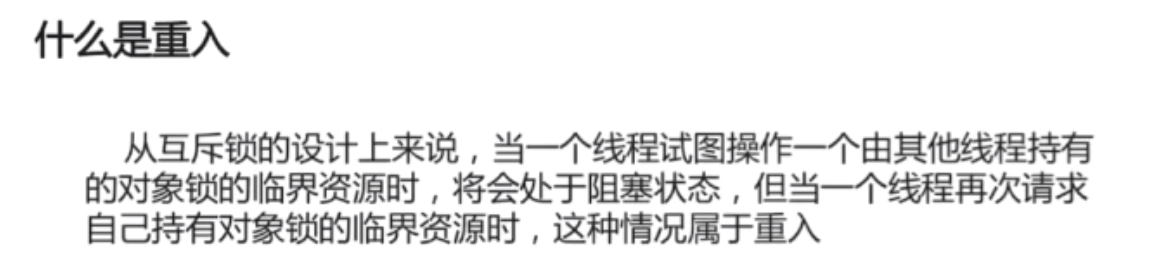 什么是重入
从互斥锁的设计上来说，当一个线程试图操作一个由其他线程持有
的对象锁的临界资源时，将会处于阻塞状态，但当一个线程再次请求
自己持有对象锁的临界资源时，这种情况属于重入